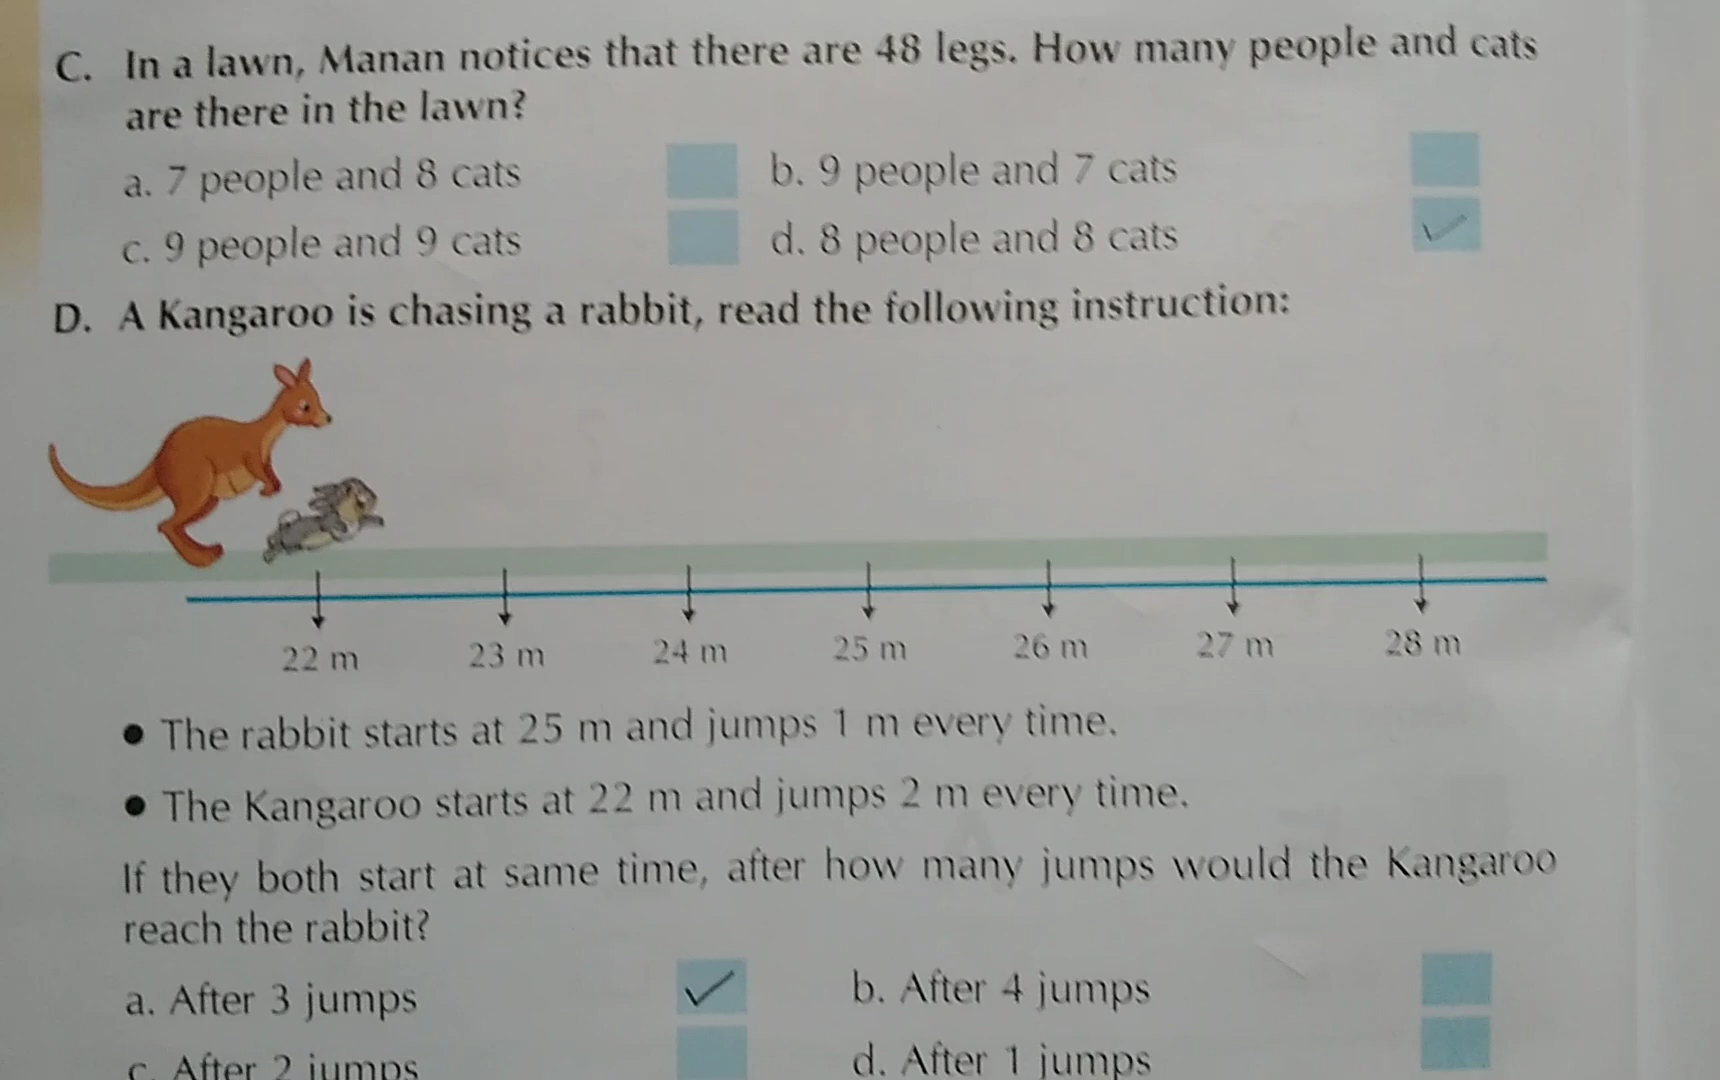 C. In a lawn, Manan notices that there are 48 legs. How many people and cats
are there in the lawn?
a. 7 people and 8 cats b. 9 people and 7 cats
c. 9 people and 9 cats d. 8 people and 8 cats
D. A Kangaroo is chasing a rabbit, read the following instruction:
22 m 23 m 24 m 25 m 26 m 27 m 28 m
● The rabbit starts at 25 m and jumps 1 m every time.
● The Kangaroo starts at 22 m and jumps 2 m every time.
If they both start at same time, after how many jumps would the Kangaroo
reach the rabbit?
a. After 3 jumps b. After 4 jumps
c. After 2 jumps d. After 1 jumps